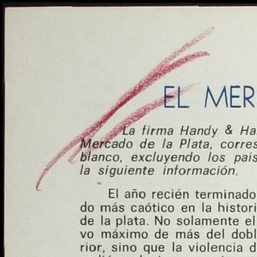 EL MER
La firma Handy & Ha
Mercado de la Plata, corres
blanco, excluyendo los pais
la siguiente información.
El año recién terminado
do más caótico en la histori
de la plata. No solamente el
vo máximo de más del dobl
rior, sino que la violencia d